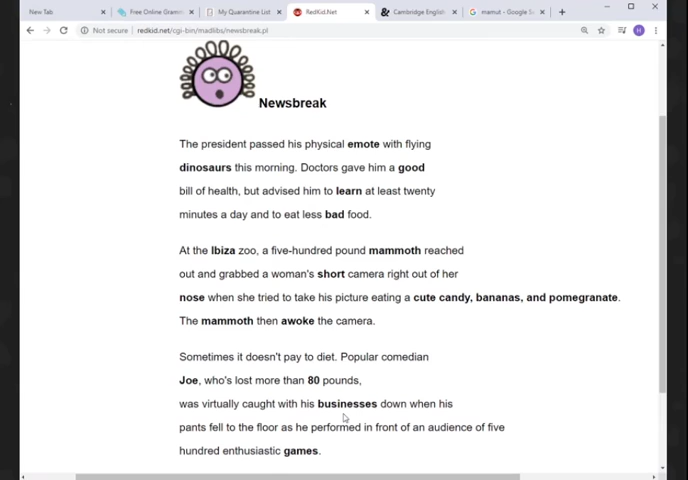 New Tab
Free Online Gramm
My Quarantine List
RedKid.Net
Cambridge English
mamut - Google S
Not secure | redkid.net/cgi-bin/madlibs/newsbreak.pl
H
Newsbreak
The president passed his physical emote with flying
dinosaurs this morning. Doctors gave him a good
bill of health, but advised him to learn at least twenty
minutes a day and to eat less bad food.
At the Ibiza zoo, a five-hundred pound mammoth reached
out and grabbed a woman's short camera right out of her
nose when she tried to take his picture eating a cute candy, bananas, and pomegranate.
The mammoth then awoke the camera.
Sometimes it doesn't pay to diet. Popular comedian
Joe, who's lost more than 80 pounds,
was virtually caught with his businesses down when his
pants fell to the floor as he performed in front of an audience of five
hundred enthusiastic games.